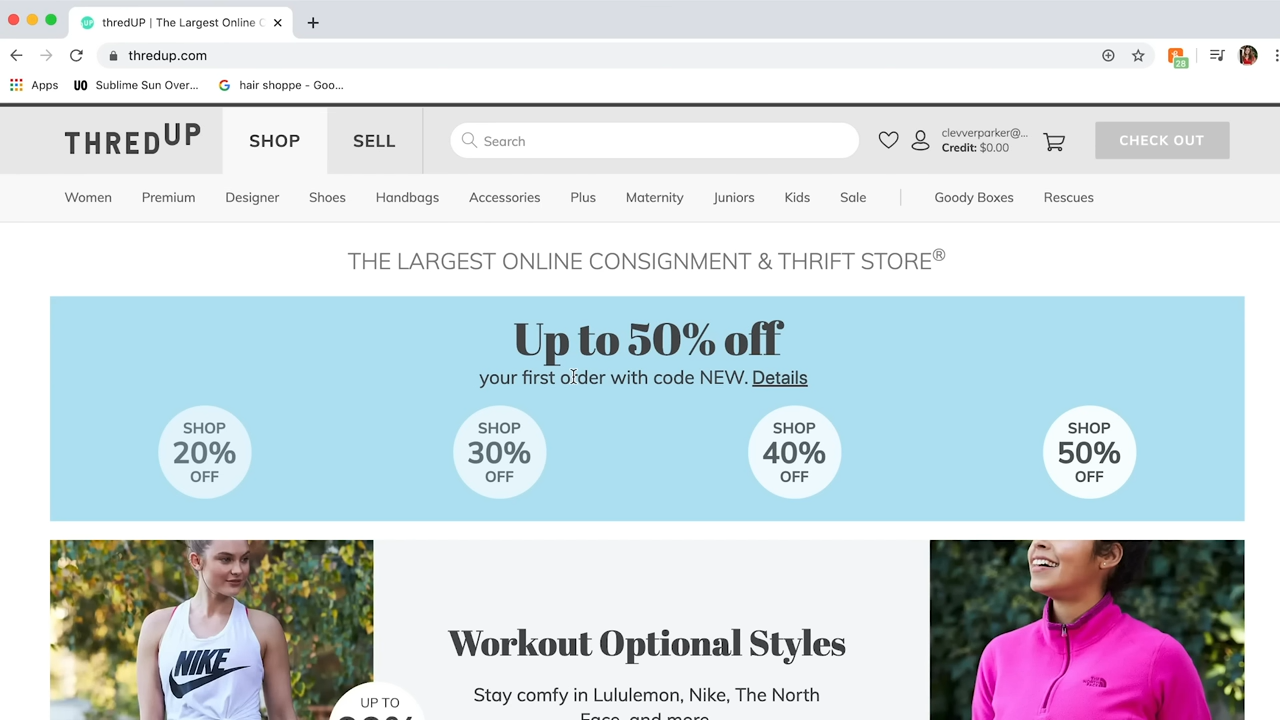 thredUP | The Largest Online C
thredup.com
28
Apps
UO Sublime Sun Over...
hair shoppe - Goo...
THREDUP
SHOP
SELL
Search
clevverparker@...
Credit: $0.00
CHECK OUT
Women Premium Designer Shoes Handbags Accessories Plus Maternity Juniors Kids Sale | Goody Boxes Rescues
THE LARGEST ONLINE CONSIGNMENT & THRIFT STORE®
Up to 50% off
your first order with code NEW. Details
SHOP
20%
OFF
SHOP
30%
OFF
SHOP
40%
OFF
SHOP
50%
OFF
NIKE
UP TO
Workout Optional Styles
Stay comfy in Lululemon, Nike, The North
Face, and more.